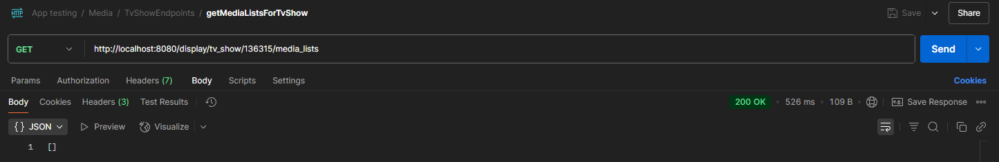 HTTP App testing / Media / TvShowEndpoints / getMediaListsForTvShow Save Share
GET http://localhost:8080/display/tv_show/136315/media_lists Send
Params Authorization Headers (7) Body Scripts Settings Cookies
Body Cookies Headers (3) Test Results 200 OK • 526 ms • 109 B • e.g. Save Response
{} JSON Preview Visualize
1 []